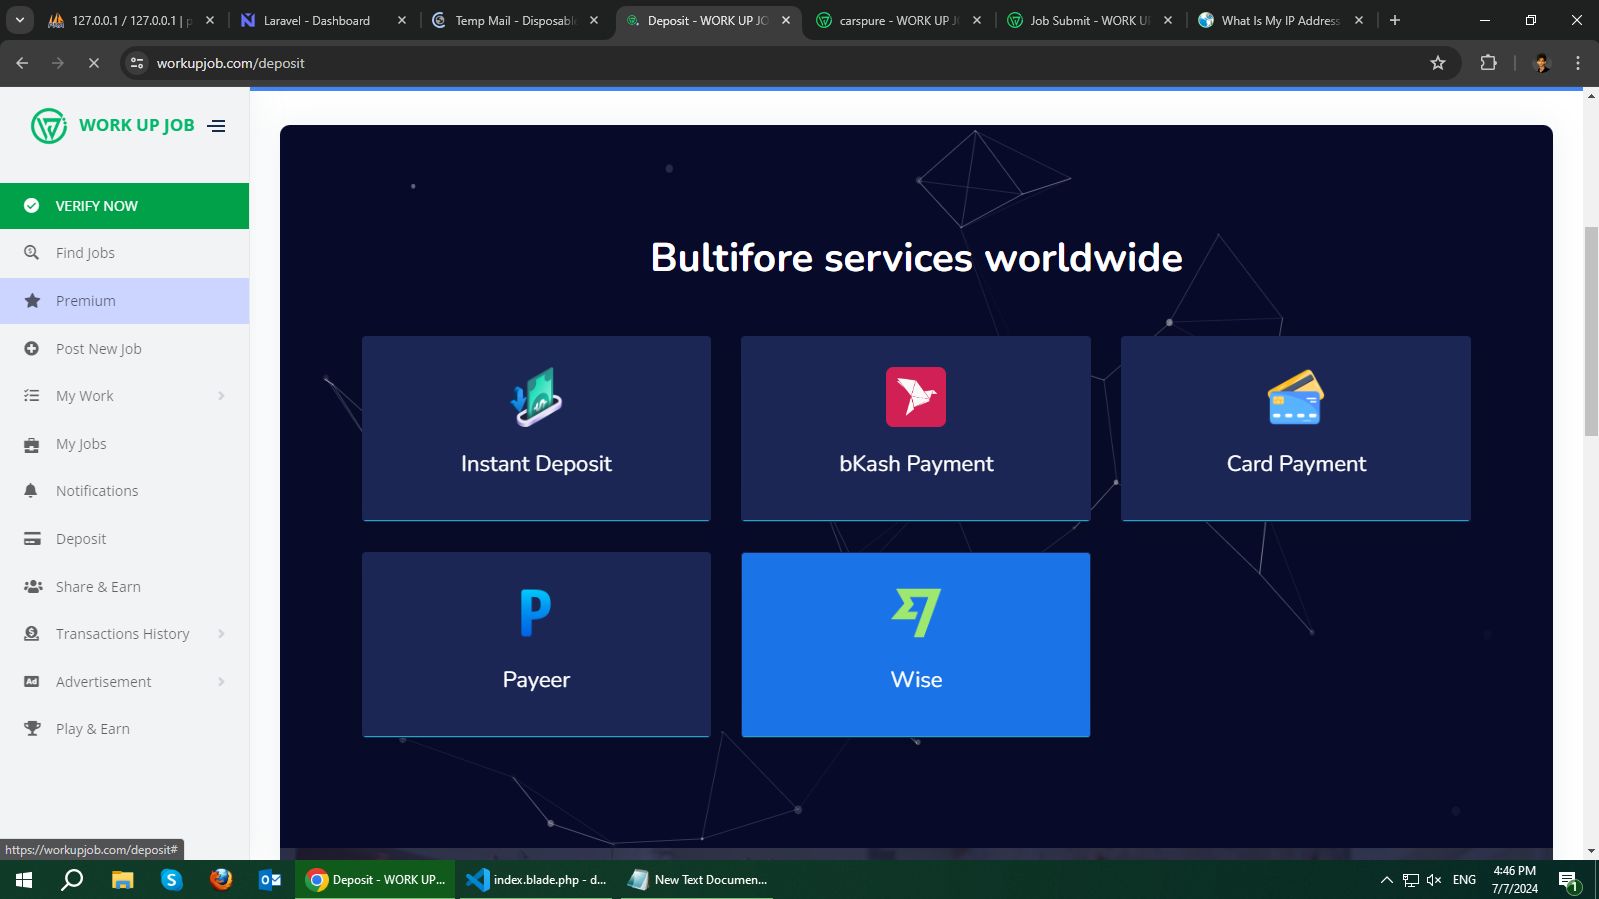 127.0.0.1 / 127.0.0.1 | p
Laravel - Dashboard
Temp Mail - Disposable
Deposit - WORK UP JO
carspure - WORK UP JO
Job Submit - WORK UP
What Is My IP Address
workupjob.com/deposit
WORK UP JOB
VERIFY NOW
Find Jobs
Premium
Post New Job
My Work
My Jobs
Notifications
Deposit
Share & Earn
Transactions History
Ad
Advertisement
Play & Earn
Bultifore services worldwide
Instant Deposit
bKash Payment
Card Payment
Payeer
Wise
https://workupjob.com/deposit#
Deposit - WORK UP...
index.blade.php - d...
New Text Documen...
ENG
4:46 PM
7/7/2024
1